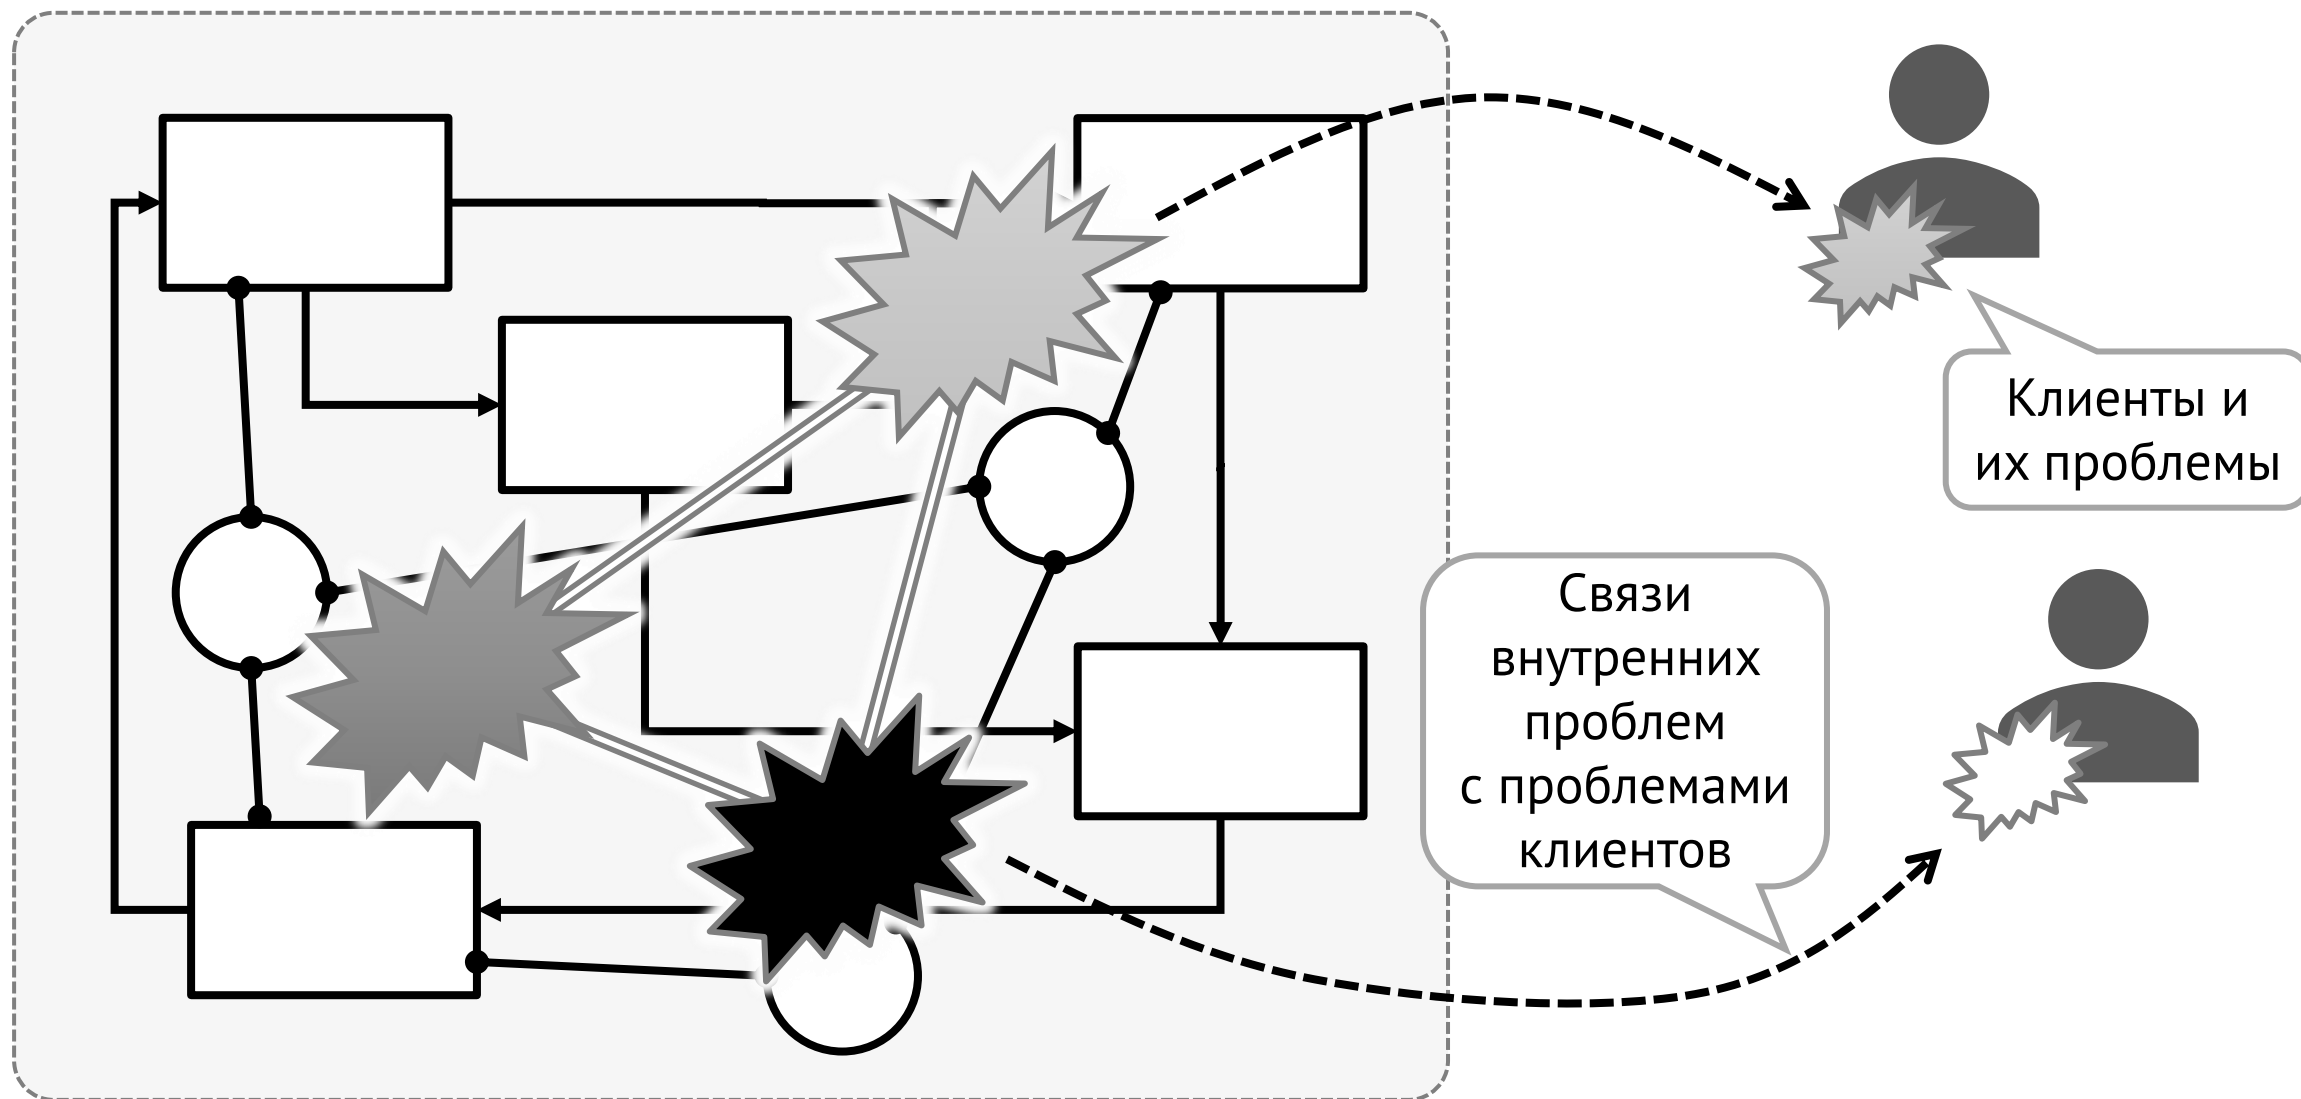 Клиенты и
их проблемы
Связи
внутренних
проблем
с проблемами
клиентов